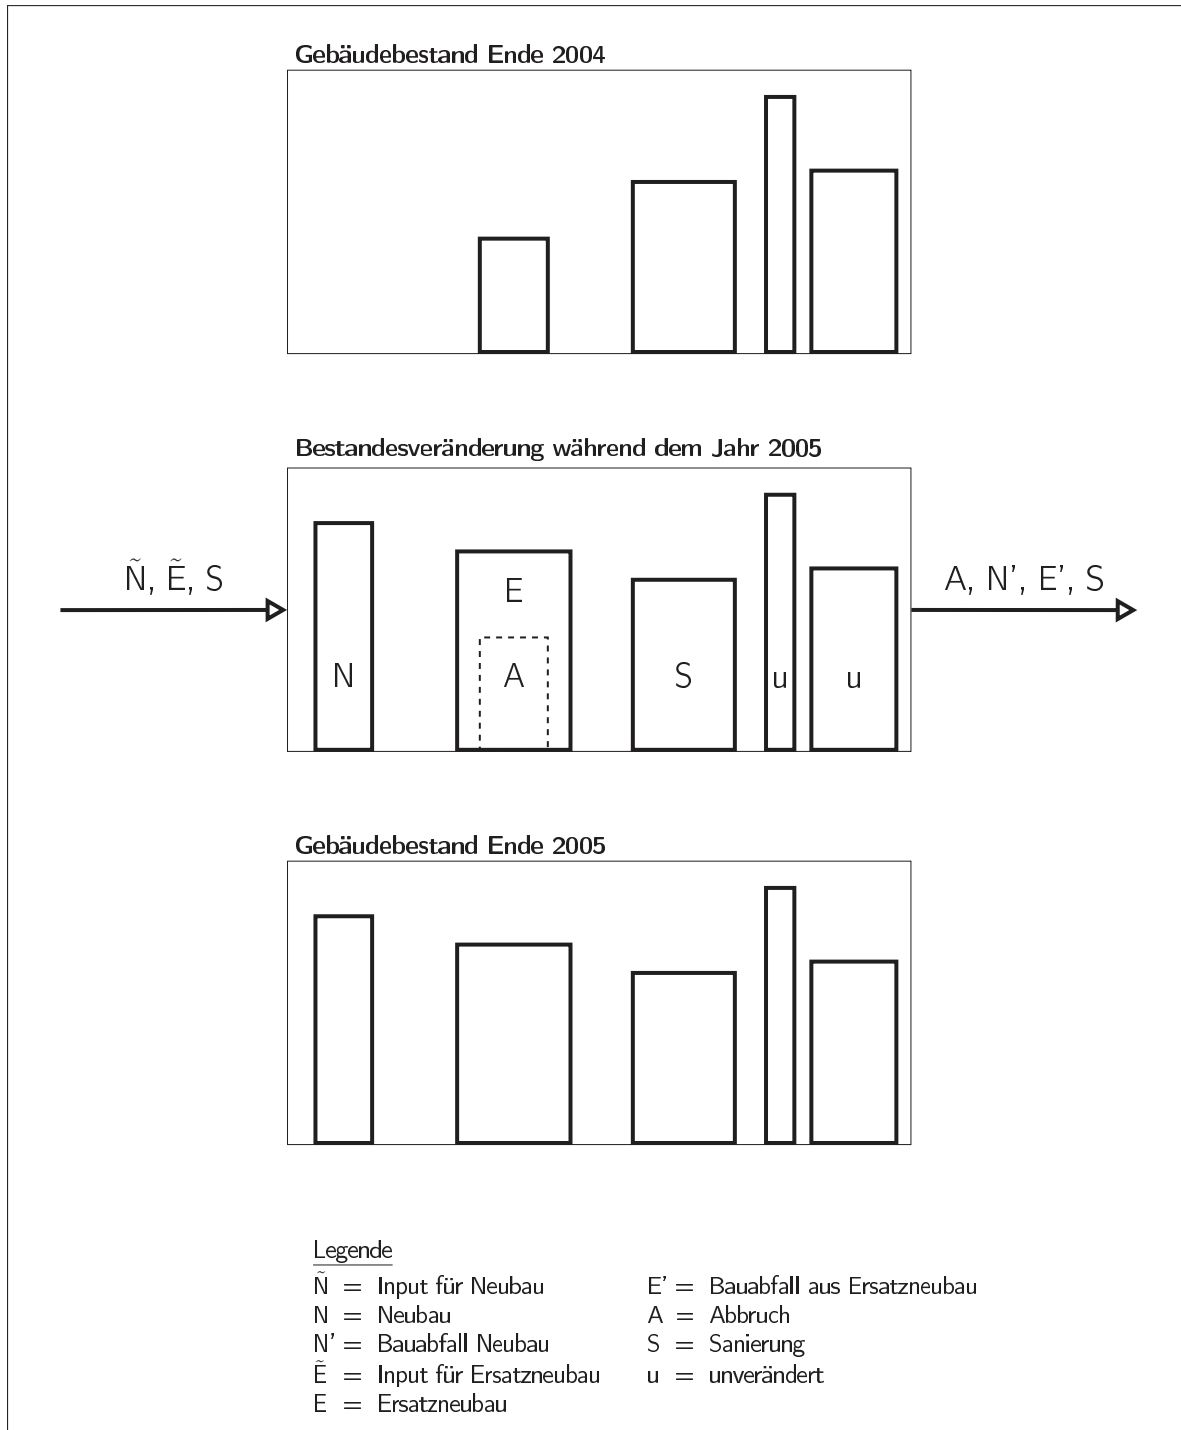 Gebäudebestand Ende 2004
Bestandesveränderung während dem Jahr 2005
Ñ, Ẽ, S
A, N', E', S
E
N
A
S
u
u
Gebäudebestand Ende 2005
Legende
Ñ = Input für Neubau
N = Neubau
N' = Bauabfall Neubau
Ẽ = Input für Ersatzneubau
E = Ersatzneubau
E' = Bauabfall aus Ersatzneubau
A = Abbruch
S = Sanierung
u = unverändert